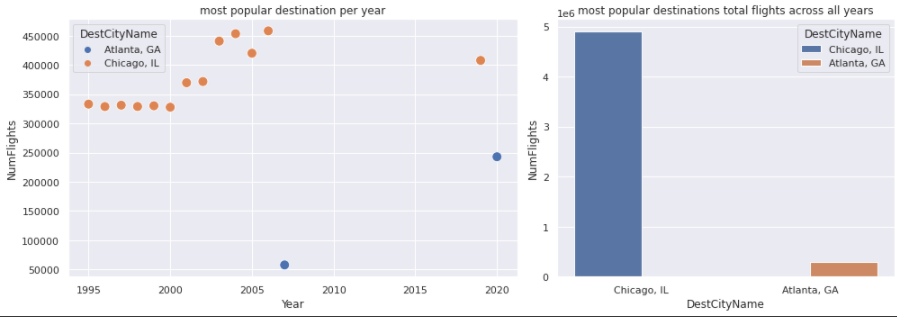 most popular destination per year
DestCityName
Atlanta, GA
Chicago, IL
450000
400000
350000
300000
250000
200000
150000
100000
50000
NumFlights
1995
2000
2005
2010
2015
2020
Year
most popular destinations total flights across all years
1e6
DestCityName
Chicago, IL
Atlanta, GA
5
4
3
2
1
0
NumFlights
Chicago, IL
Atlanta, GA
DestCityName